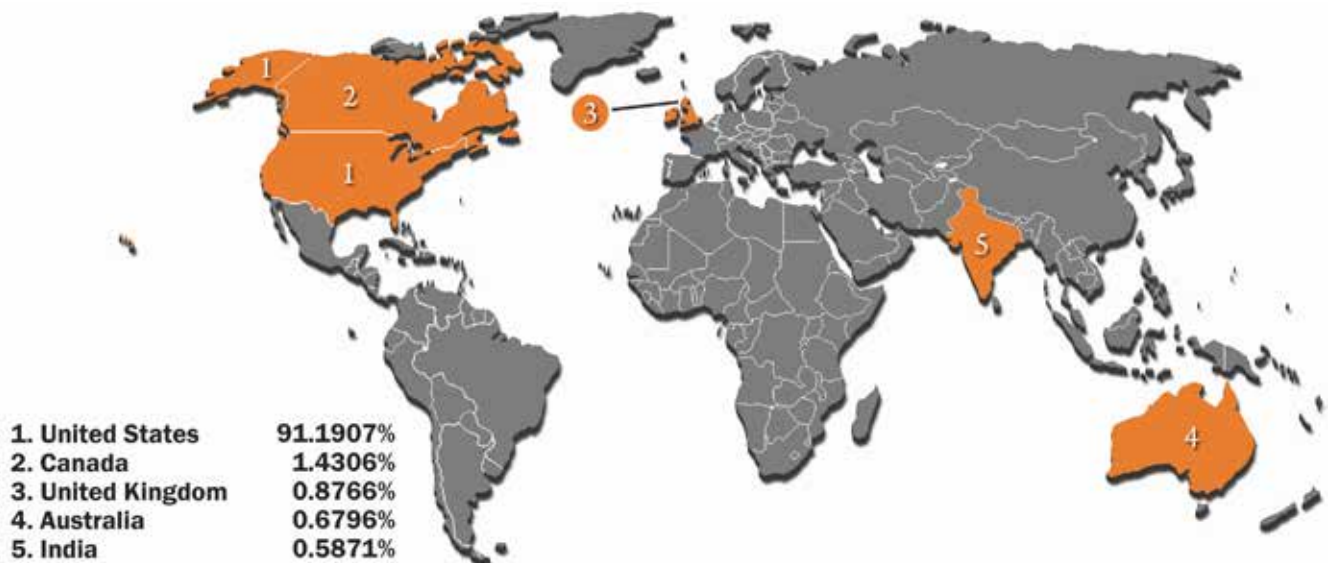 1
2
3
1
5
4
1. United States 91.1907%
2. Canada 1.4306%
3. United Kingdom 0.8766%
4. Australia 0.6796%
5. India 0.5871%